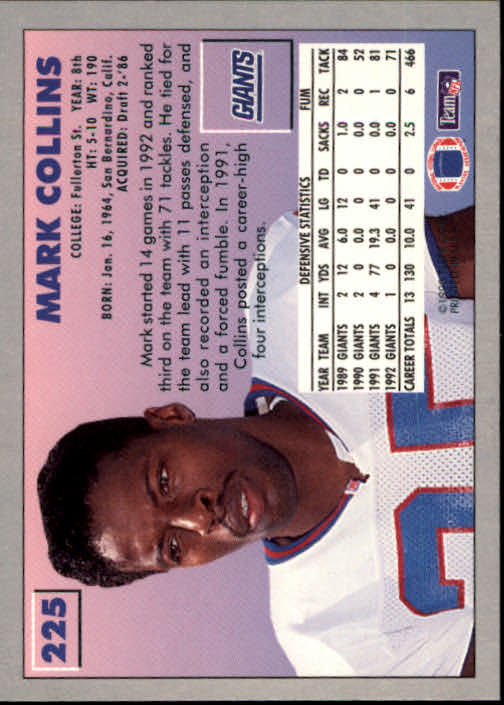 225
MARK COLLINS
COLLEGE: Fullerton St. YEAR: 8th
HT: 5-10 WT: 190
BORN: Jan. 16, 1964, San Bernardino, Calif.
ACQUIRED: Draft 2-'86
Mark started 14 games in 1992 and ranked
third on the team with 71 tackles. He tied for
the team lead with 11 passes defensed, and
also recorded an interception
and a forced fumble. In 1991,
Collins posted a career-high
four interceptions.
GIANTS
DEFENSIVE STATISTICS FUM
YEAR TEAM INT YDS AVG LG TD SACKS REC TACK
1989 GIANTS 2 12 6.0 12 0 1.0 2 84
1990 GIANTS 2 0 0.0 0 0 0.0 0 52
1991 GIANTS 4 77 19.3 41 0 0.0 1 81
1992 GIANTS 1 0 0.0 0 0 0.0 0 71
CAREER TOTALS 13 130 10.0 41 0 2.5 6 466
Team NFL